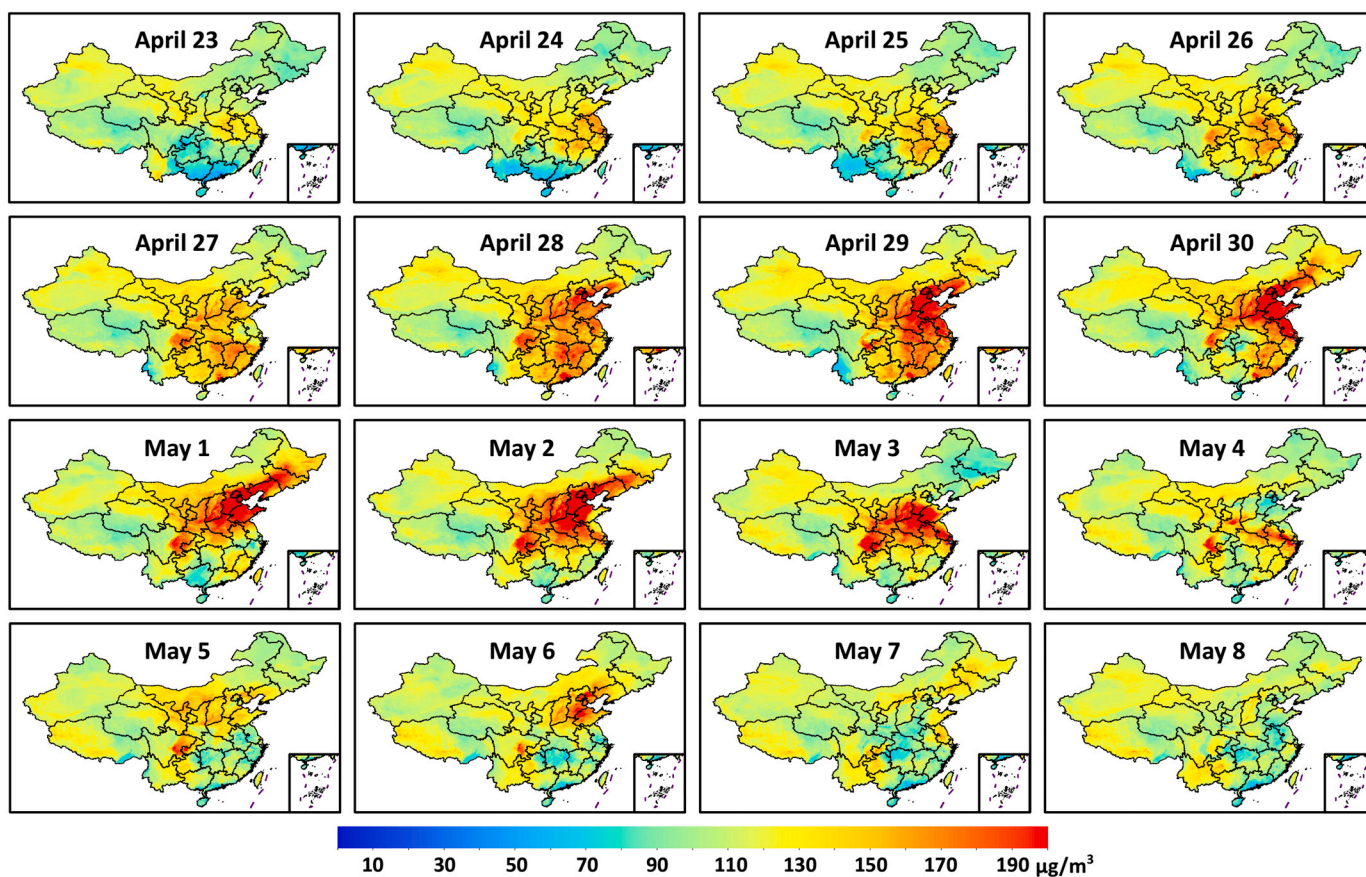 April 23 April 24 April 25 April 26
April 27 April 28 April 29 April 30
May 1 May 2 May 3 May 4
May 5 May 6 May 7 May 8
10 30 50 70 90 110 130 150 170 190 μg/m³